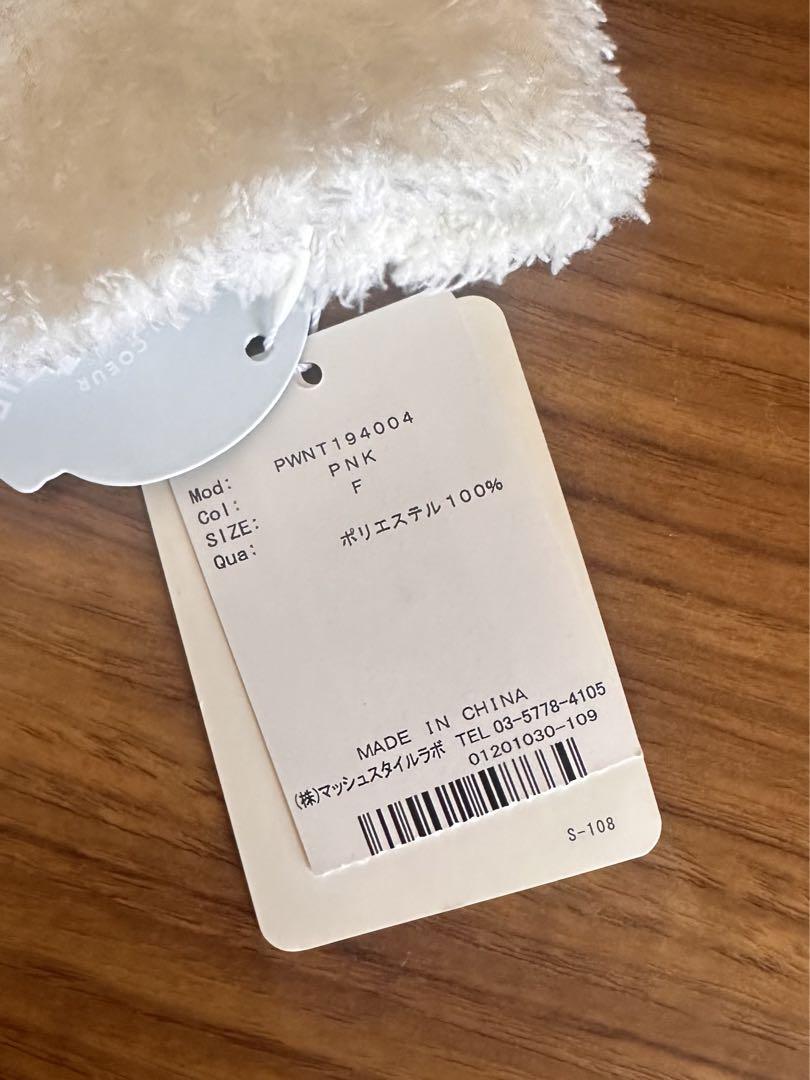 COEUR
Mod: PWNT194004
Col: PNK
SIZE: F
Qua: ポリエステル100%
MADE IN CHINA
(株)マッシュスタイルラボ TEL 03-5778-4105
01201030-109
S-108